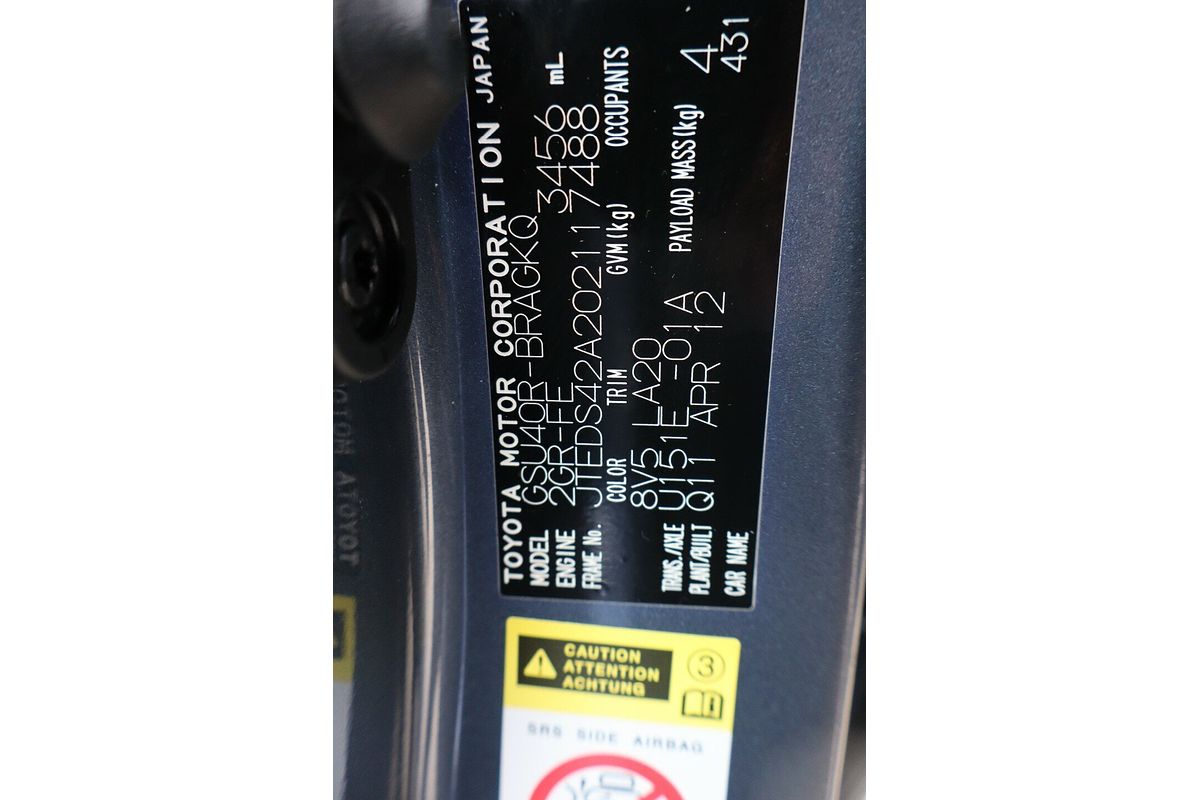 TOYOTA MOTOR CORPORATION JAPAN
MODEL GSU40R-BRAGKQ
ENGINE 2GR-FE 3456 mL
FRAME No. JTEDS42A202117488
COLOR TRIM GVM(kg) OCCUPANTS
8V5 LA20 4
TRANS./AXLE U151E -01A PAYLOAD MASS(kg) 431
PLANT/BUILT Q11 APR 12
CAR NAME
CAUTION
ATTENTION
ACHTUNG
3
SRS SIDE AIRBAG